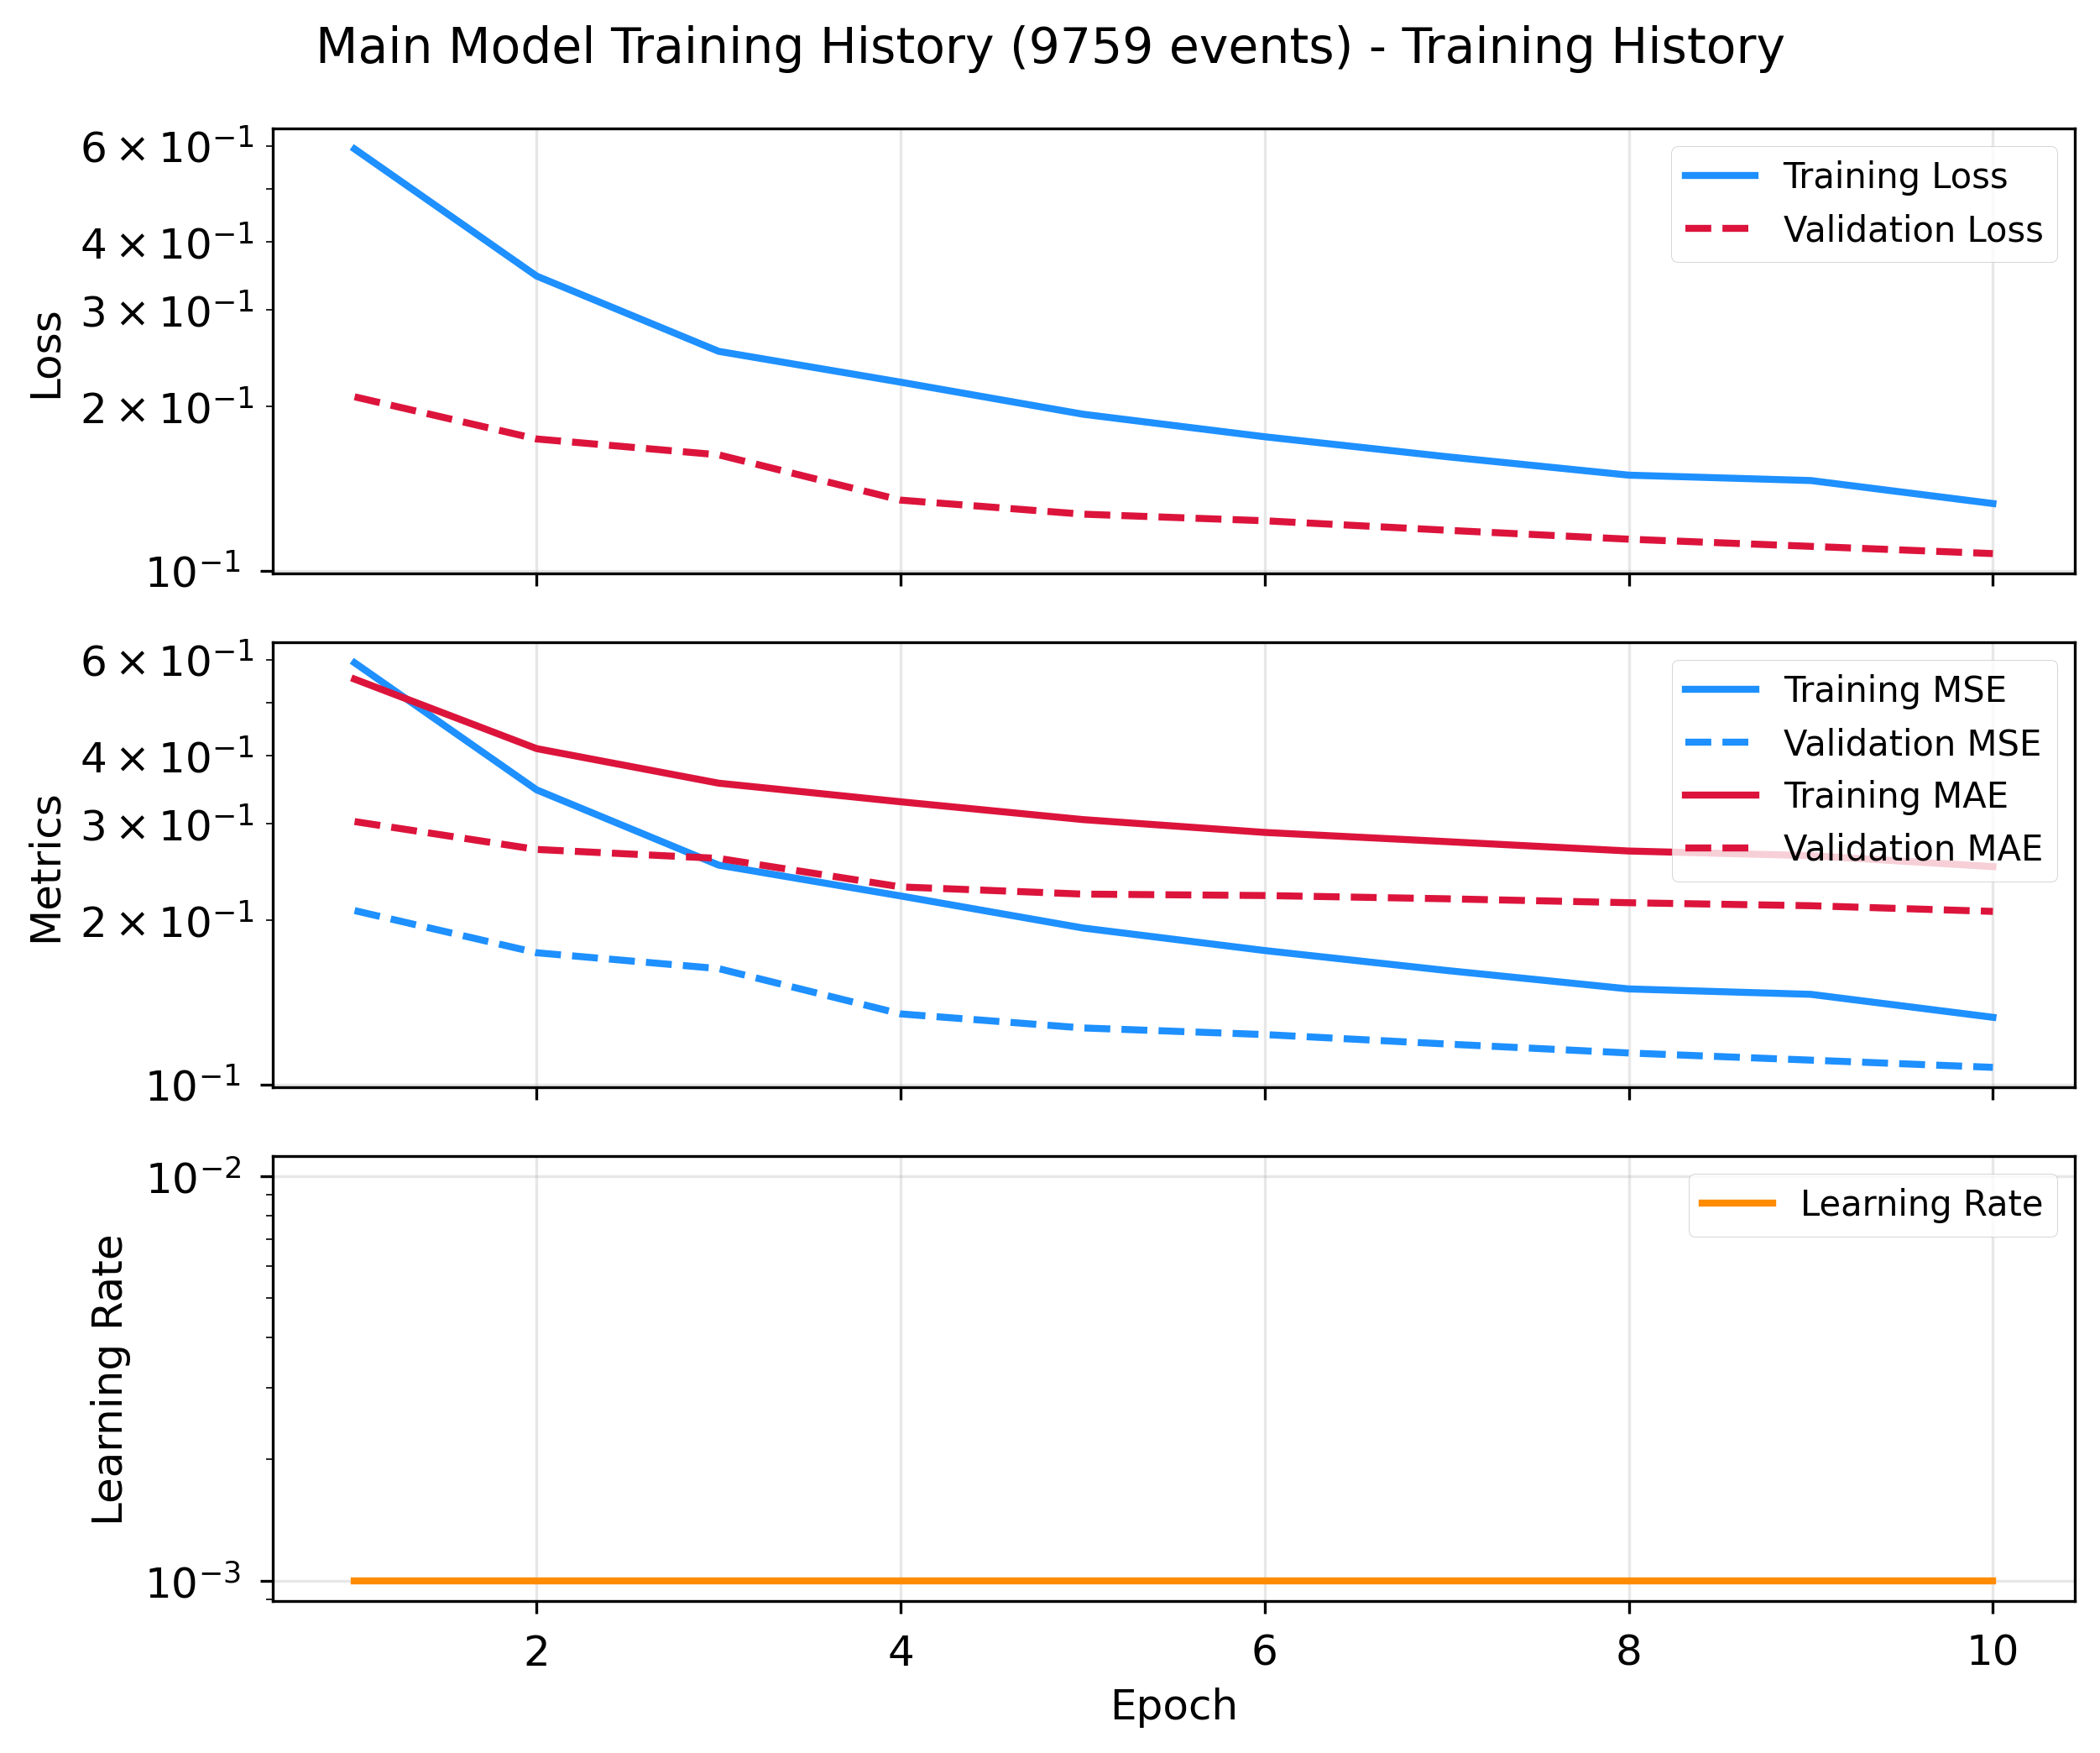 Main Model Training History (9759 events) - Training History
6 × 10⁻¹
4 × 10⁻¹
3 × 10⁻¹
2 × 10⁻¹
10⁻¹
Loss
Training Loss
Validation Loss
6 × 10⁻¹
4 × 10⁻¹
3 × 10⁻¹
2 × 10⁻¹
10⁻¹
Metrics
Training MSE
Validation MSE
Training MAE
Validation MAE
10⁻²
10⁻³
Learning Rate
Learning Rate
2 4 6 8 10
Epoch